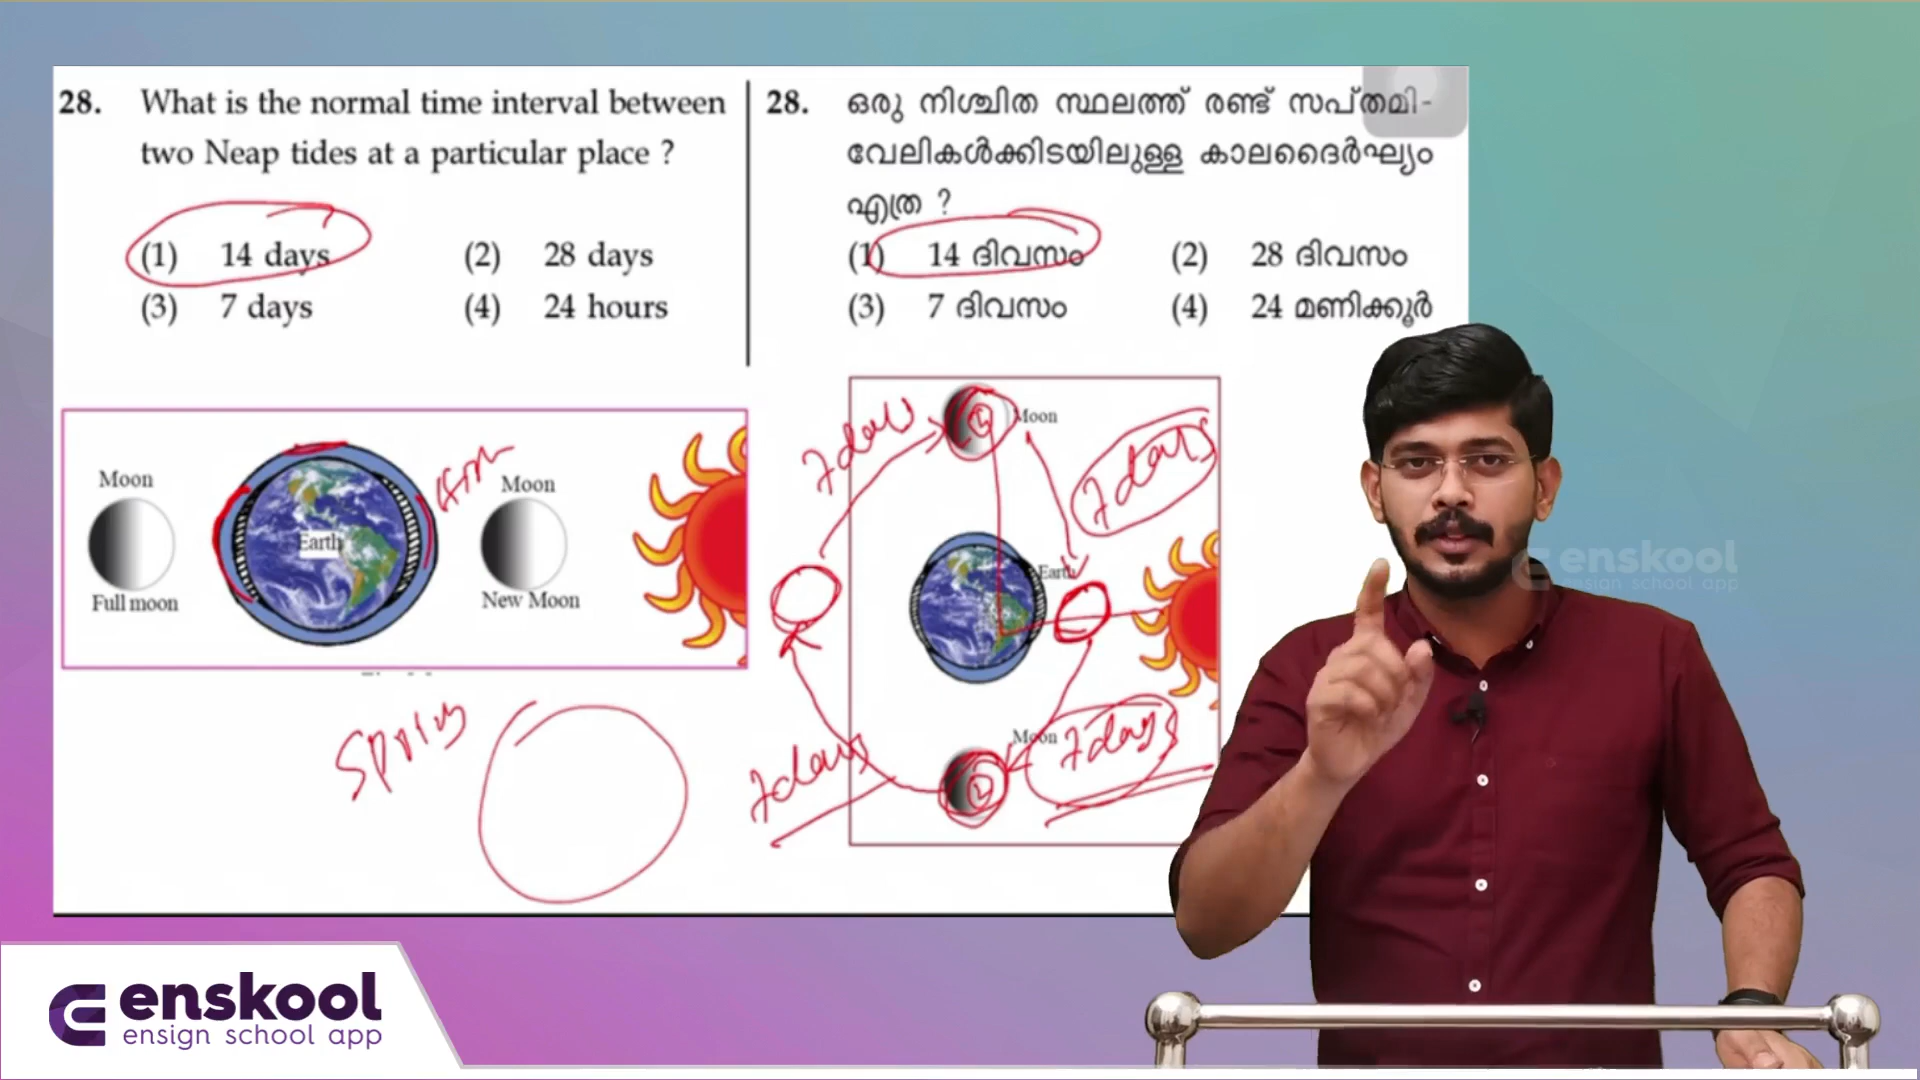 28. What is the normal time interval between
two Neap tides at a particular place ?
(1) 14 days (2) 28 days
(3) 7 days (4) 24 hours
28. ഒരു നിശ്ചിത സ്ഥലത്ത് രണ്ട് സപ്തമി-
വേലികൾക്കിടയിലുള്ള കാലദൈർഘ്യം
എത്ര ?
(1) 14 ദിവസം (2) 28 ദിവസം
(3) 7 ദിവസം (4) 24 മണിക്കൂർ
Moon
Full moon
Earth
Moon
New Moon
7 days
Moon
7 days
Earth
Moon
7 days
7 days
enskool
ensign school app
enskool
ensign school app